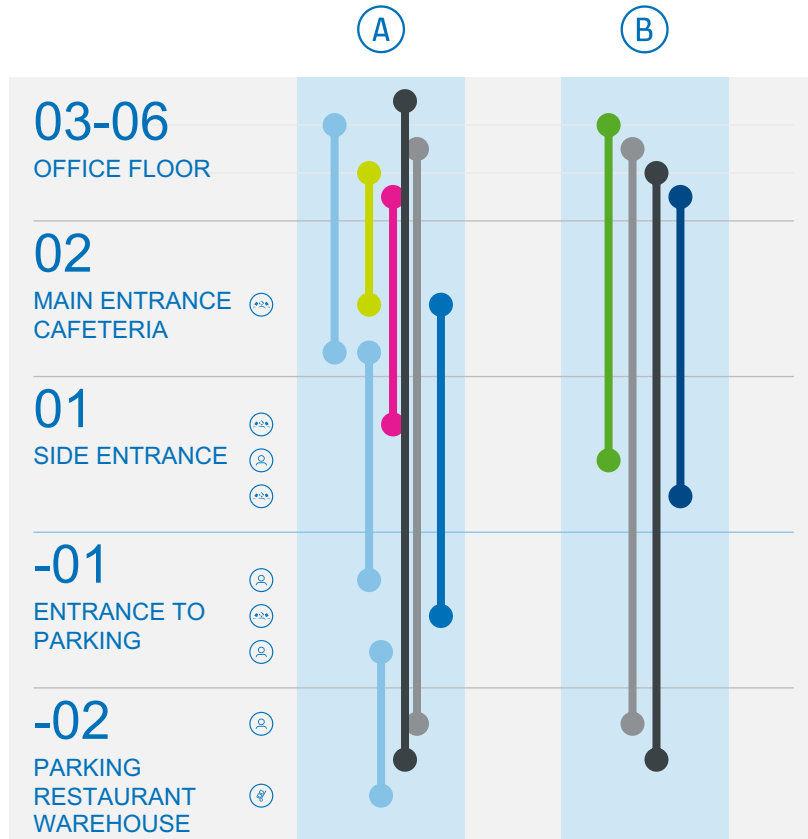 A
B
03-06
OFFICE FLOOR
02
MAIN ENTRANCE
CAFETERIA
01
SIDE ENTRANCE
-01
ENTRANCE TO
PARKING
-02
PARKING
RESTAURANT
WAREHOUSE